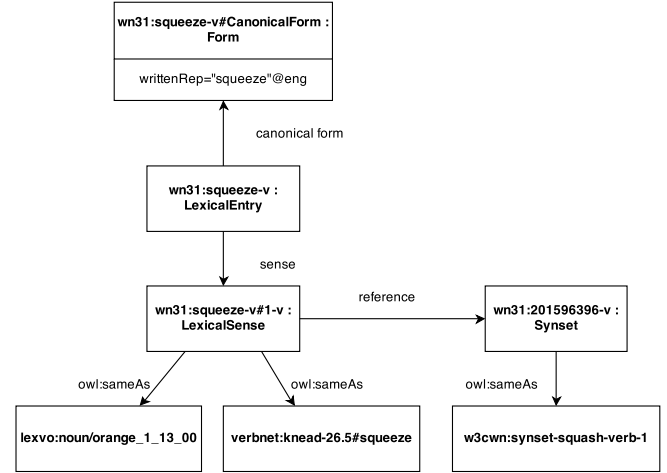 wn31:squeeze-v#CanonicalForm :
Form
writtenRep="squeeze"@eng
canonical form
wn31:squeeze-v :
LexicalEntry
sense
wn31:squeeze-v#1-v :
LexicalSense
reference
wn31:201596396-v :
Synset
owl:sameAs
owl:sameAs
owl:sameAs
lexvo:noun/orange_1_13_00
verbnet:knead-26.5#squeeze
w3cwn:synset-squash-verb-1